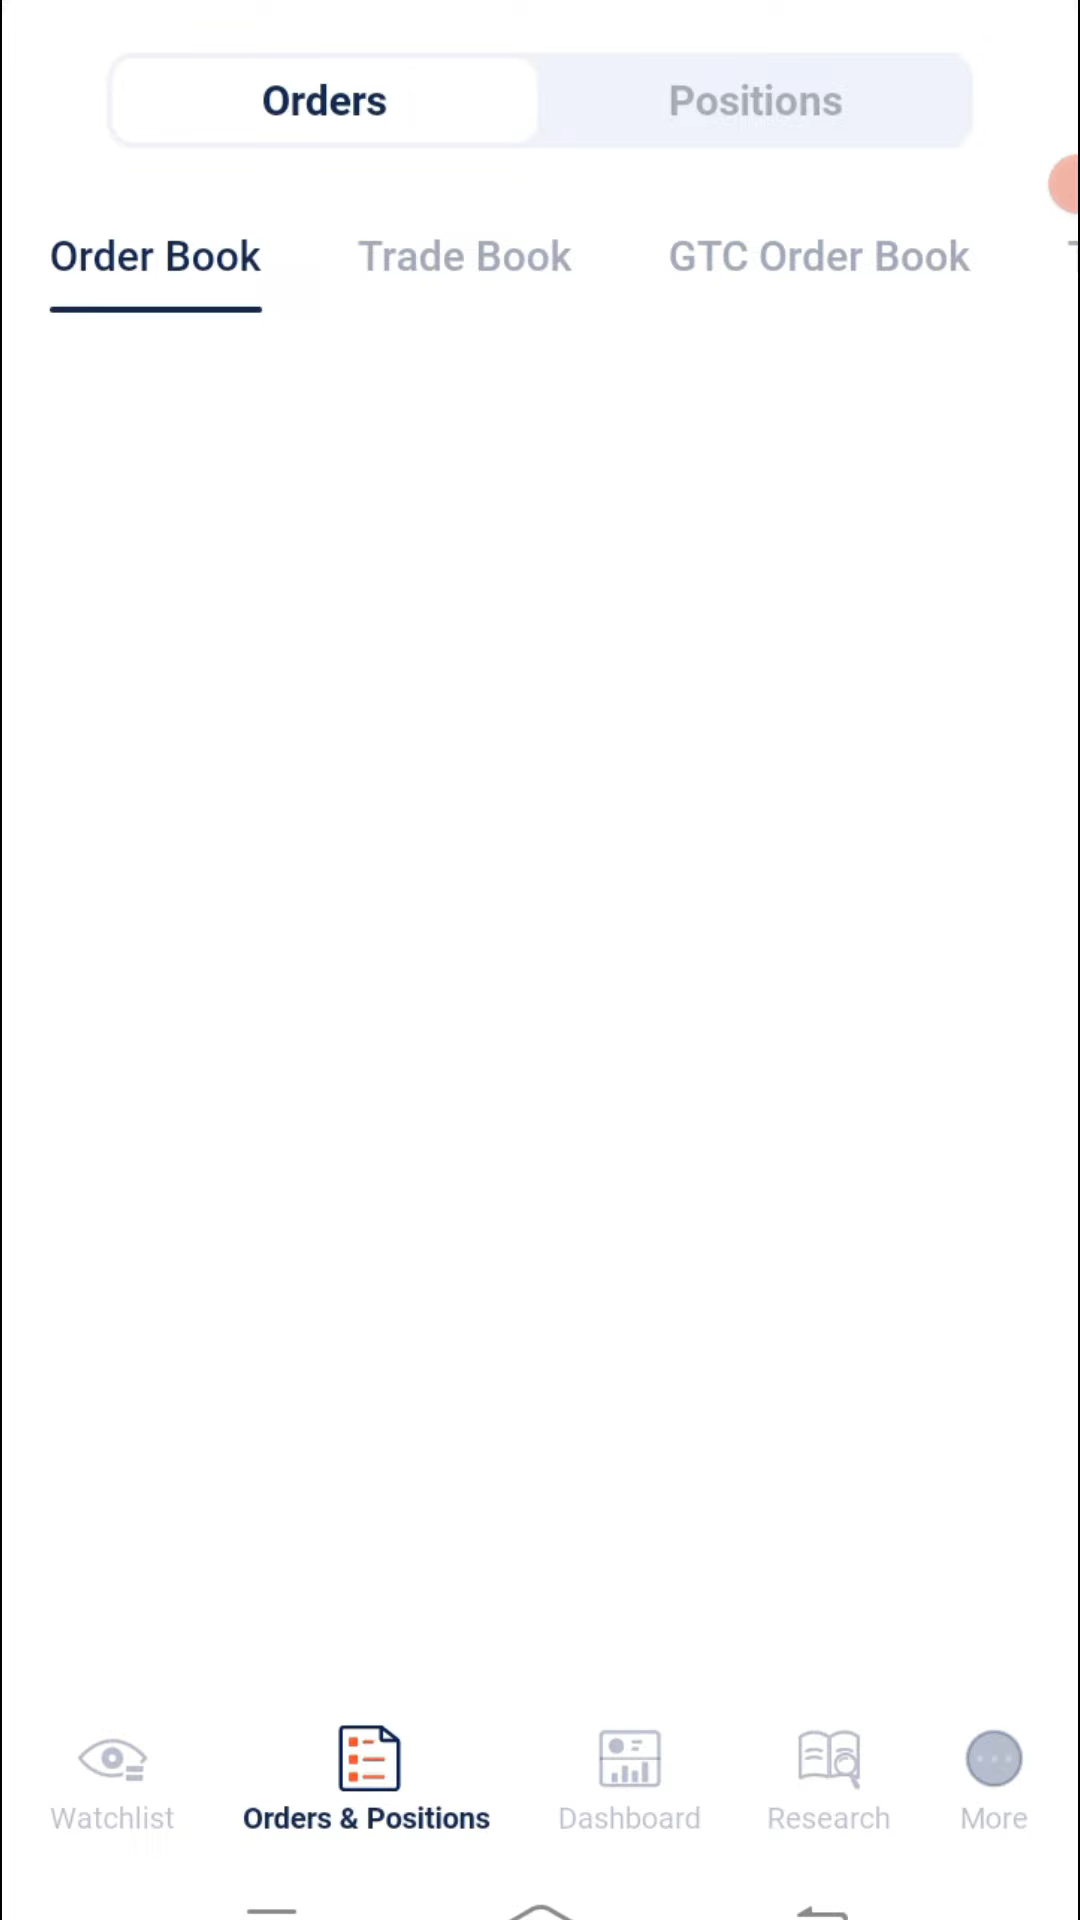 Orders Positions
Order Book Trade Book GTC Order Book
Watchlist Orders & Positions Dashboard Research More